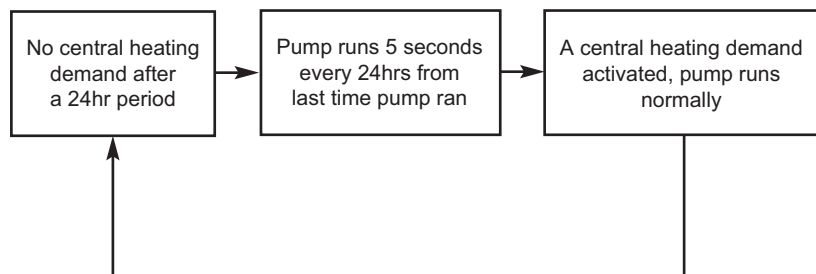 No central heating
demand after
a 24hr period
Pump runs 5 seconds
every 24hrs from
last time pump ran
A central heating demand
activated, pump runs
normally